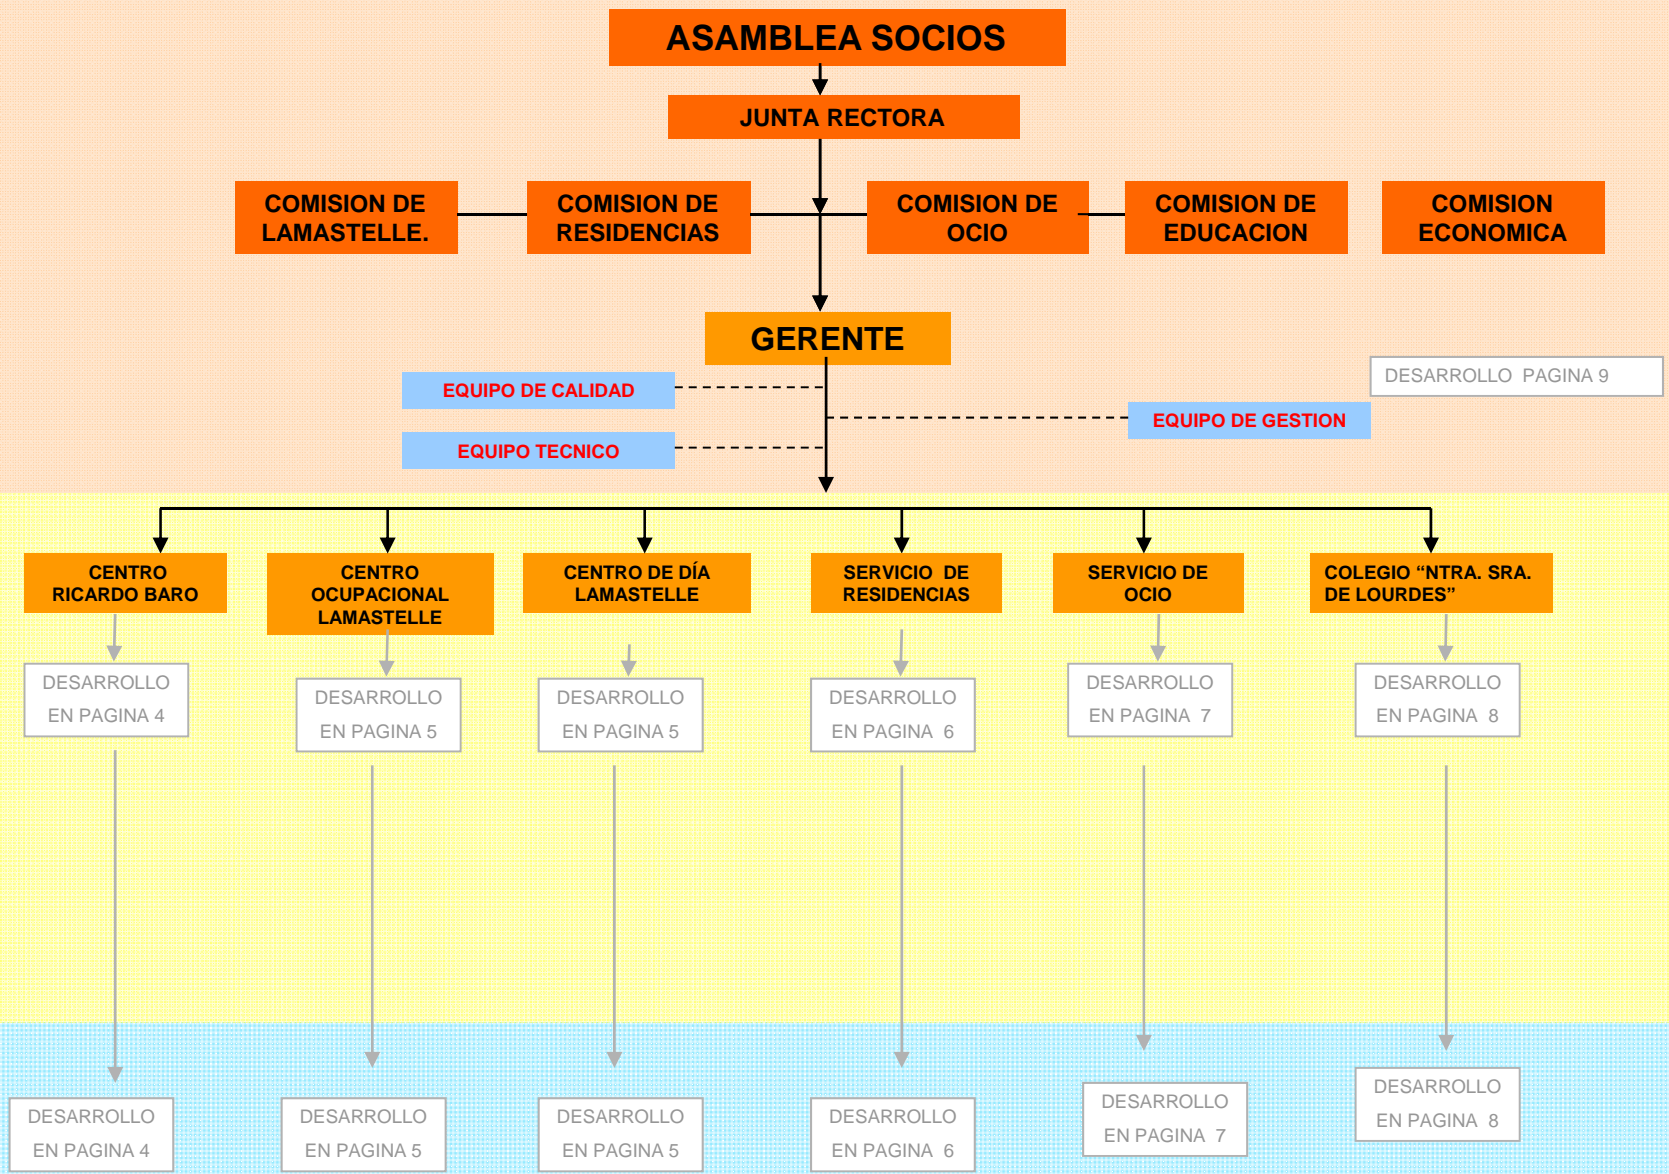 ASAMBLEA SOCIOS
JUNTA RECTORA
COMISION DE
LAMASTELLE.
COMISION DE
RESIDENCIAS
COMISION DE
OCIO
COMISION DE
EDUCACION
COMISION
ECONOMICA
GERENTE
DESARROLLO PAGINA 9
EQUIPO DE CALIDAD
EQUIPO DE GESTION
EQUIPO TECNICO
CENTRO
RICARDO BARO
CENTRO
OCUPACIONAL
LAMASTELLE
CENTRO DE DÍA
LAMASTELLE
SERVICIO DE
RESIDENCIAS
SERVICIO DE
OCIO
COLEGIO “NTRA. SRA.
DE LOURDES”
DESARROLLO
EN PAGINA 4
DESARROLLO
EN PAGINA 5
DESARROLLO
EN PAGINA 5
DESARROLLO
EN PAGINA 6
DESARROLLO
EN PAGINA 7
DESARROLLO
EN PAGINA 8
DESARROLLO
EN PAGINA 4
DESARROLLO
EN PAGINA 5
DESARROLLO
EN PAGINA 5
DESARROLLO
EN PAGINA 6
DESARROLLO
EN PAGINA 7
DESARROLLO
EN PAGINA 8